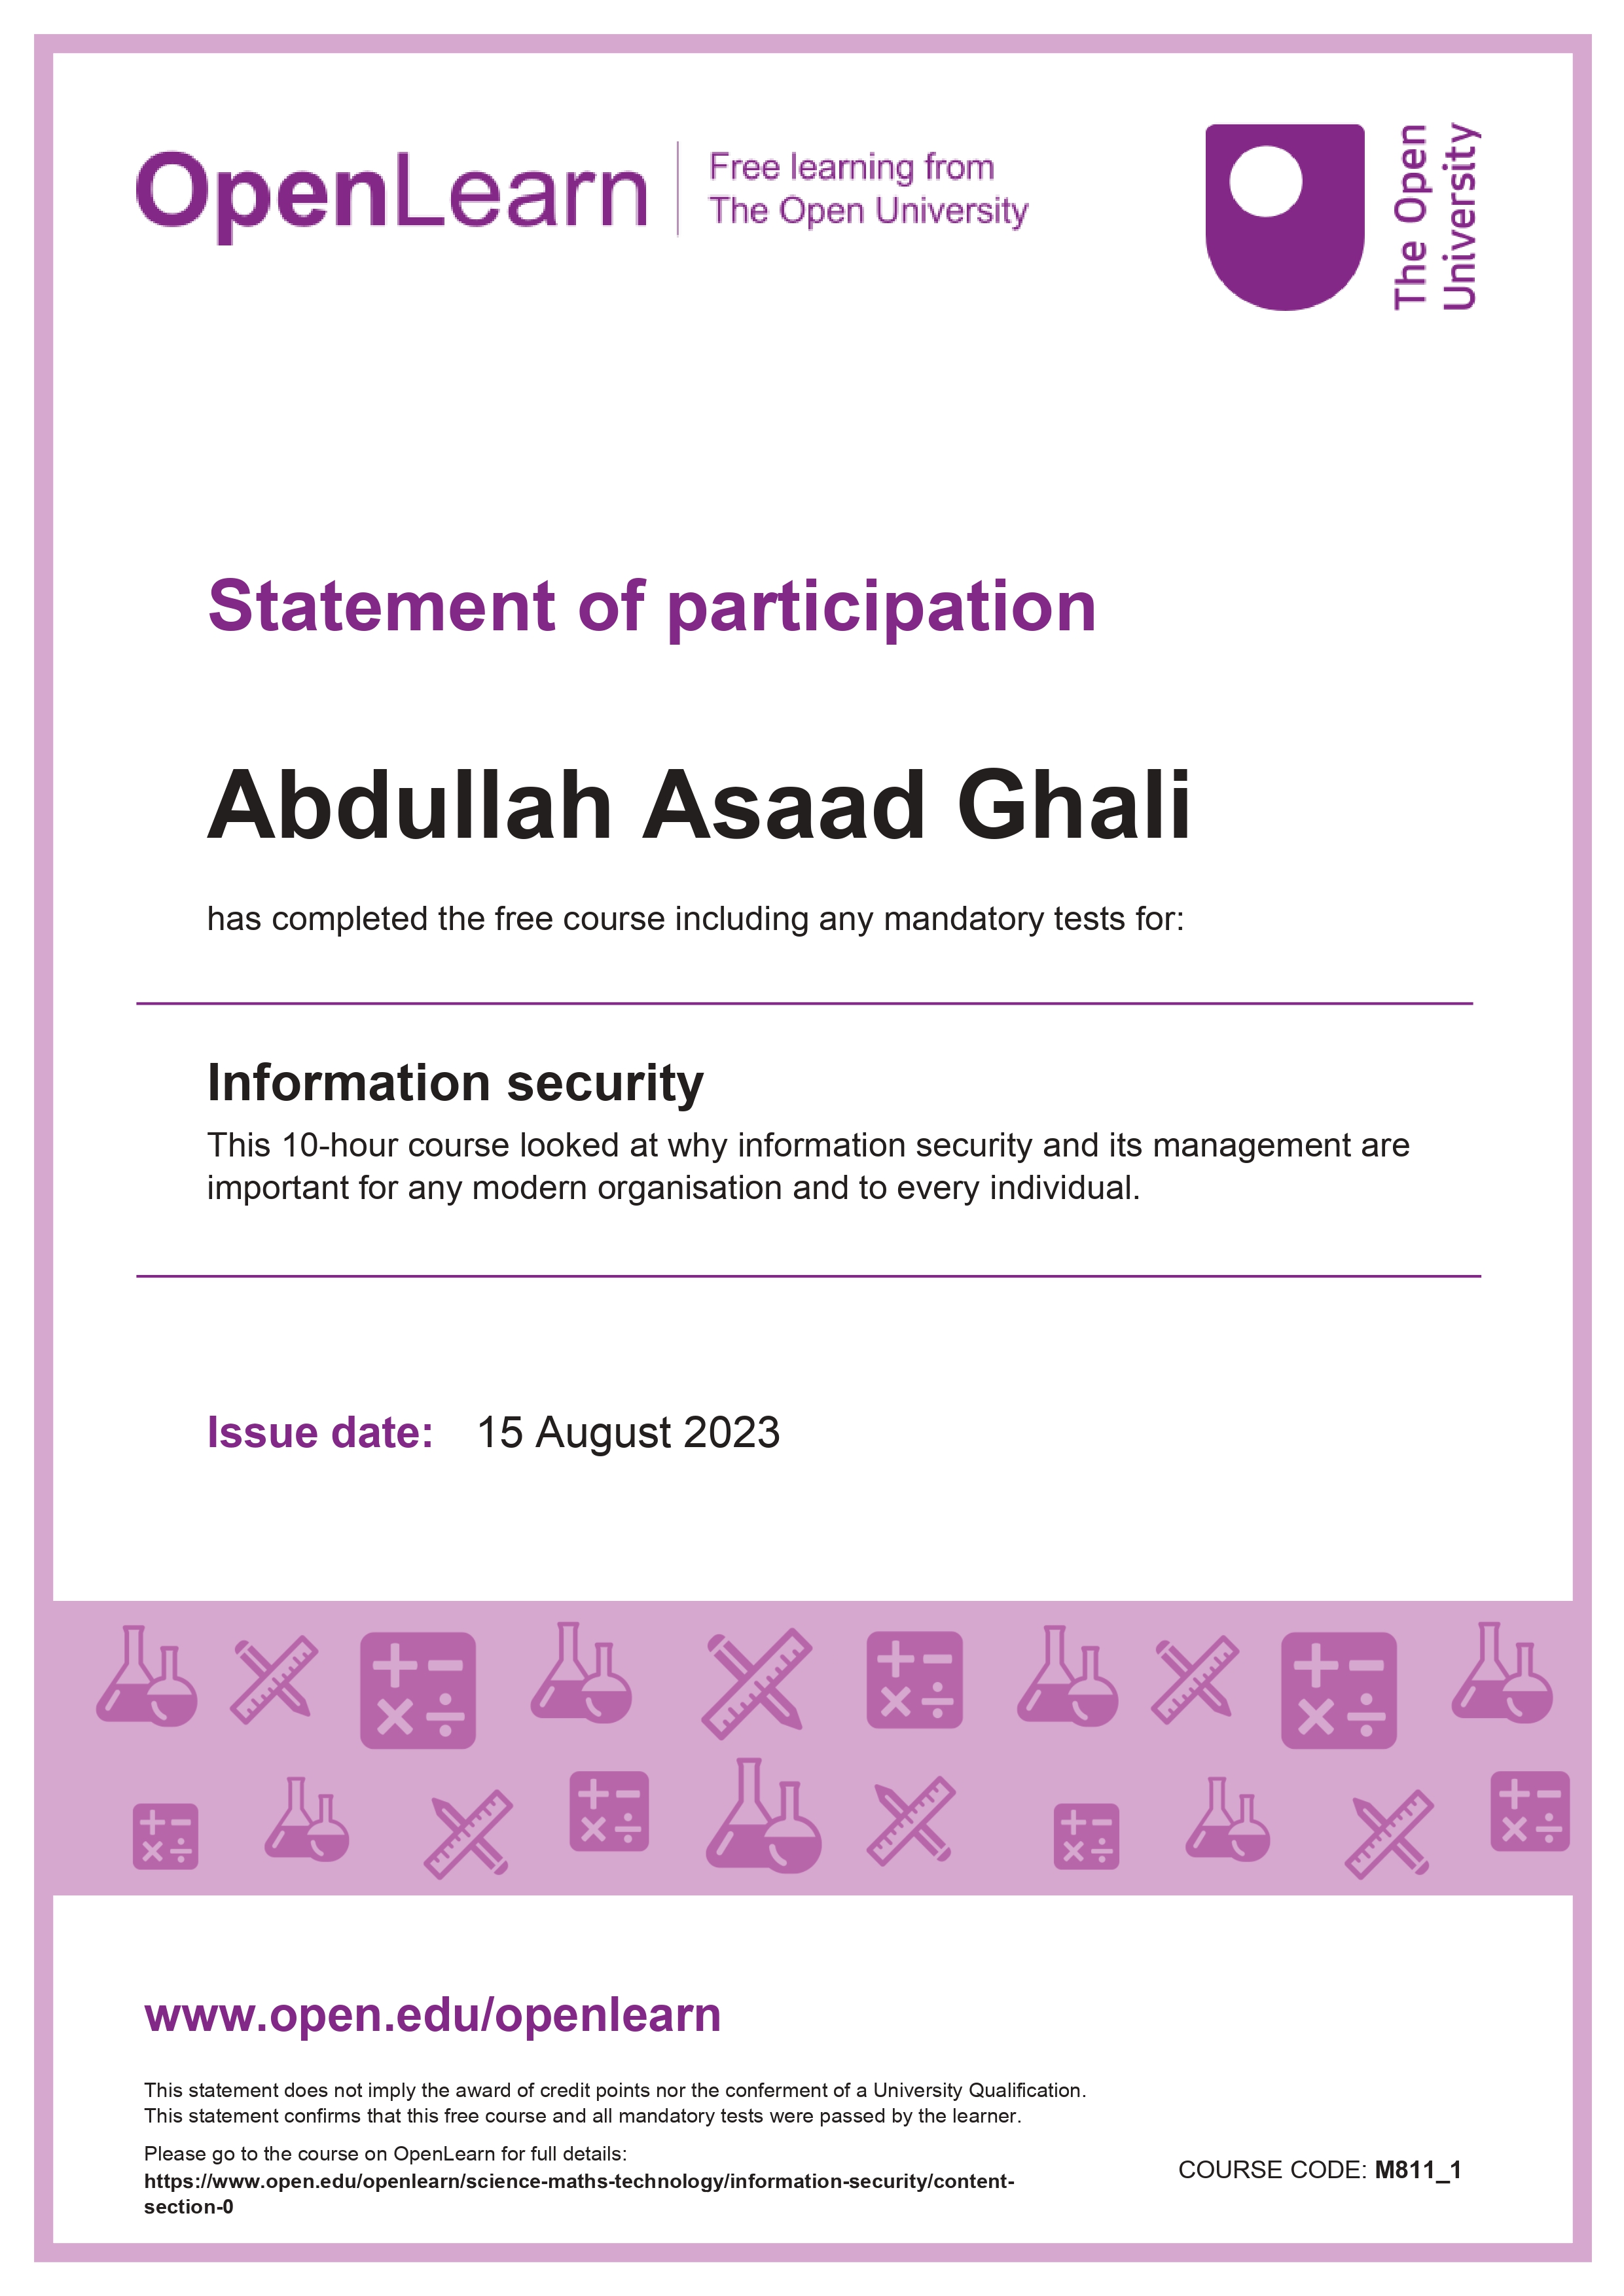 OpenLearn
Free learning from
The Open University
The Open
University
Statement of participation
Abdullah Asaad Ghali
has completed the free course including any mandatory tests for:
Information security
This 10-hour course looked at why information security and its management are
important for any modern organisation and to every individual.
Issue date: 15 August 2023
www.open.edu/openlearn
This statement does not imply the award of credit points nor the conferment of a University Qualification.
This statement confirms that this free course and all mandatory tests were passed by the learner.
Please go to the course on OpenLearn for full details:
https://www.open.edu/openlearn/science-maths-technology/information-security/content-
section-0
COURSE CODE: M811_1